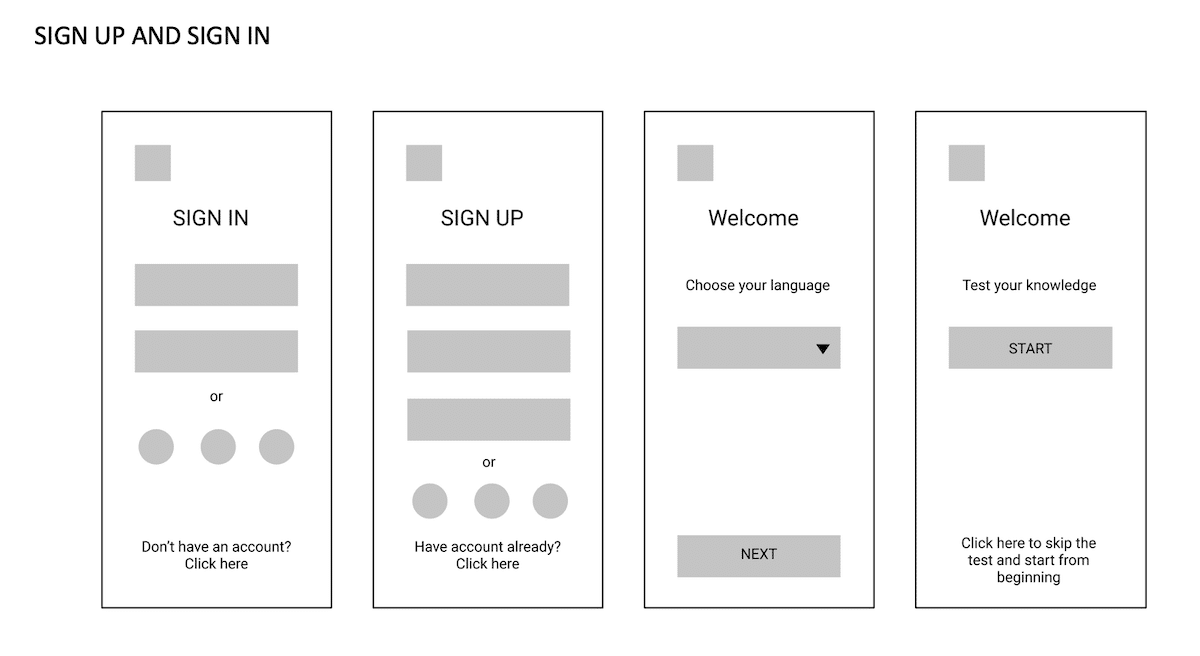 SIGN UP AND SIGN IN
SIGN IN
or
Don't have an account?
Click here
SIGN UP
or
Have account already?
Click here
Welcome
Choose your language
NEXT
Welcome
Test your knowledge
START
Click here to skip the
test and start from
beginning